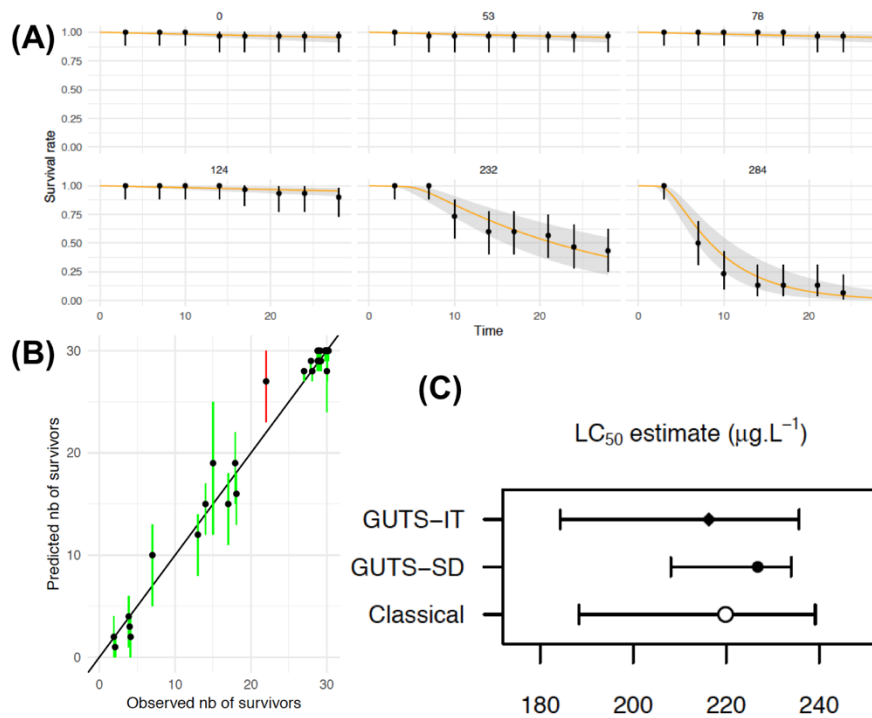 (A)
0 53 78
1.00
0.75
0.50
0.25
0.00
Survival rate
124 232 284
1.00
0.75
0.50
0.25
0.00
0 10 20 0 10 20 0 10 20
Time
(B)
30
20
10
0
Predicted nb of survivors
0 10 20 30
Observed nb of survivors
(C)
LC₅₀ estimate (µg.L⁻¹)
GUTS−IT
GUTS−SD
Classical
180 200 220 240